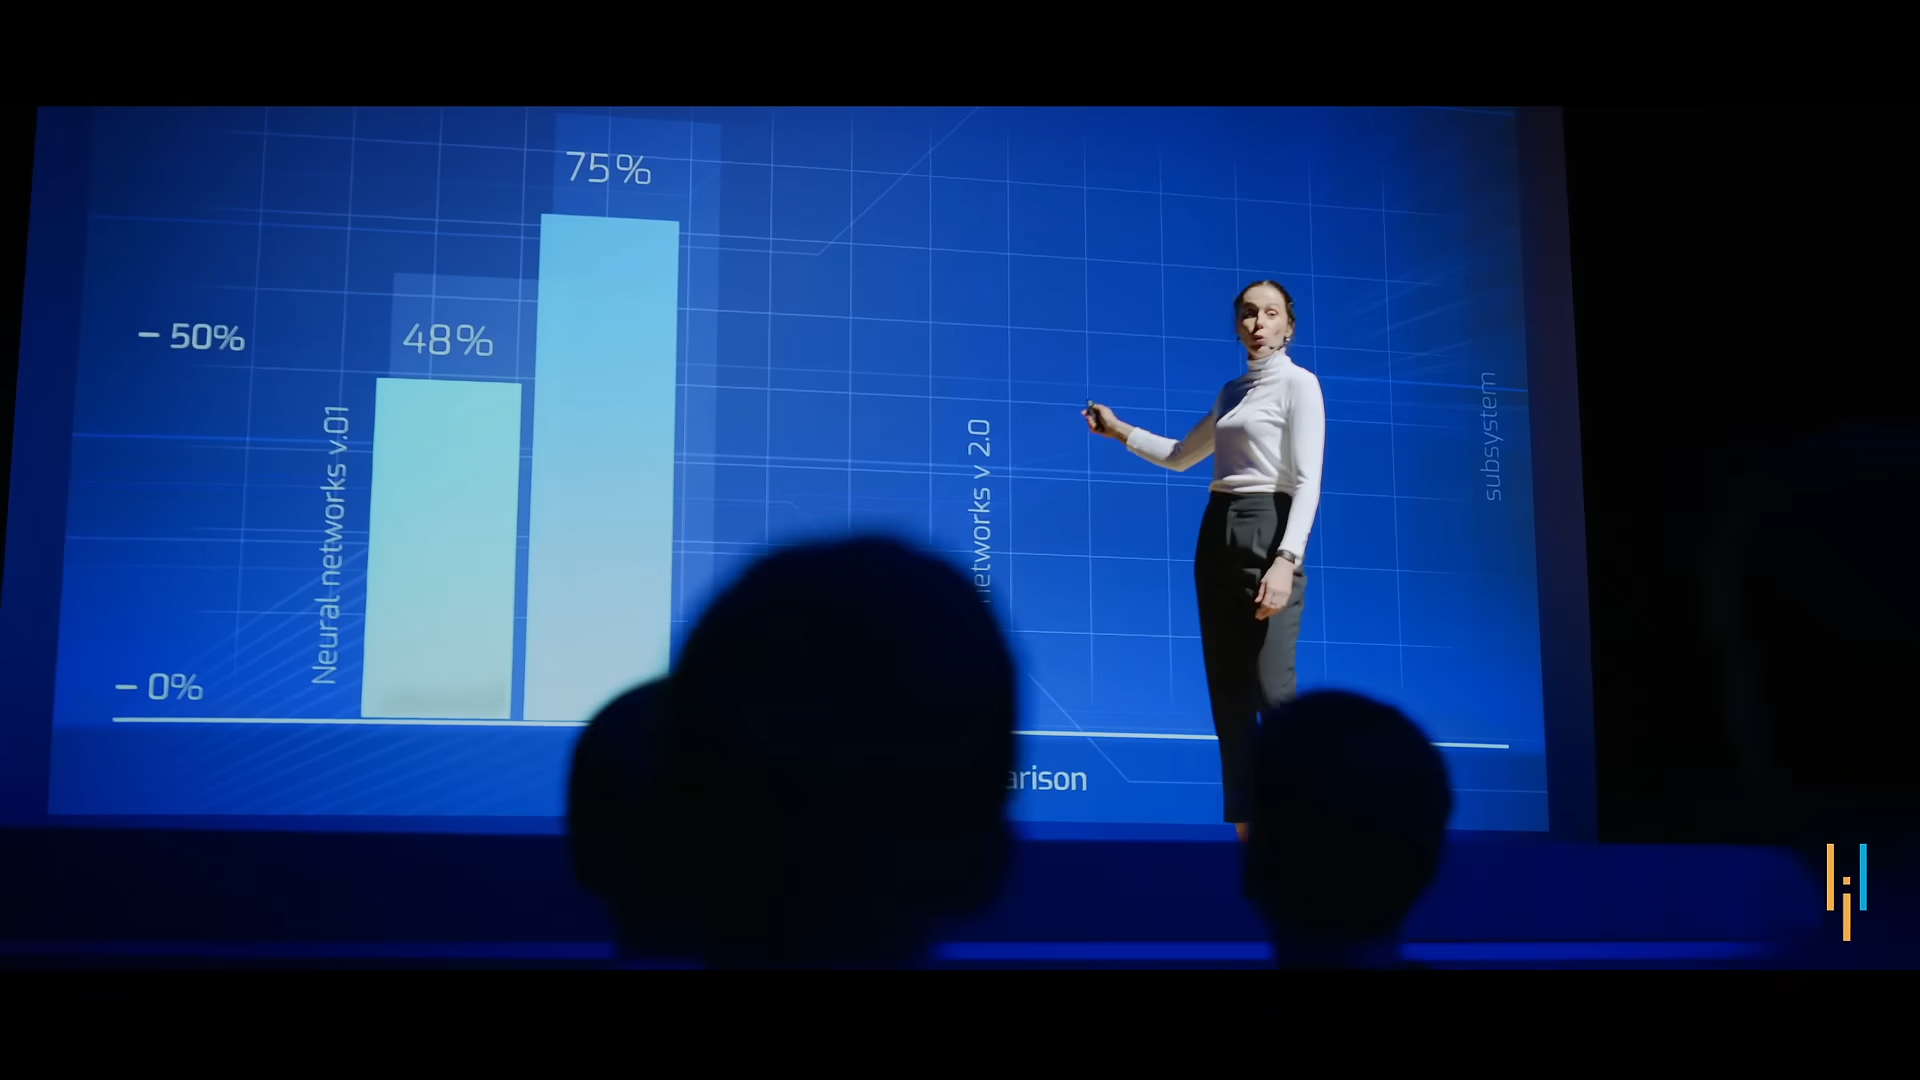 75%
48%
– 50%
Neural networks v.01
networks v 2.0
subsystem
– 0%
arison